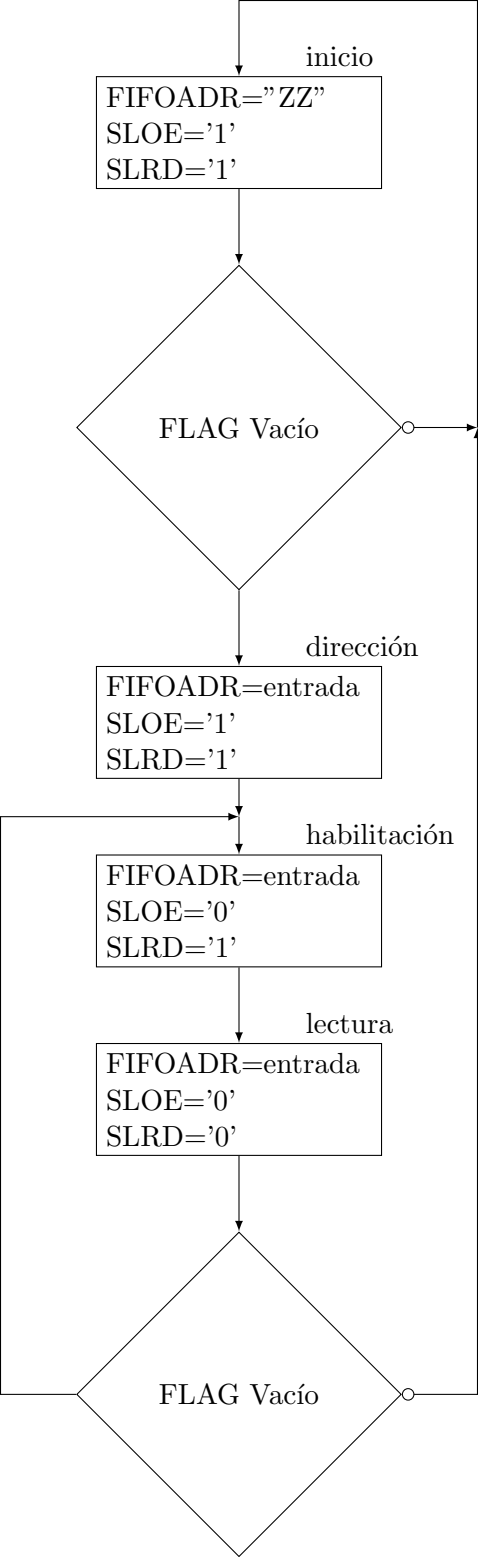 inicio
FIFOADR=”ZZ”
SLOE=’1’
SLRD=’1’
FLAG Vacío
dirección
FIFOADR=entrada
SLOE=’1’
SLRD=’1’
habilitación
FIFOADR=entrada
SLOE=’0’
SLRD=’1’
lectura
FIFOADR=entrada
SLOE=’0’
SLRD=’0’
FLAG Vacío